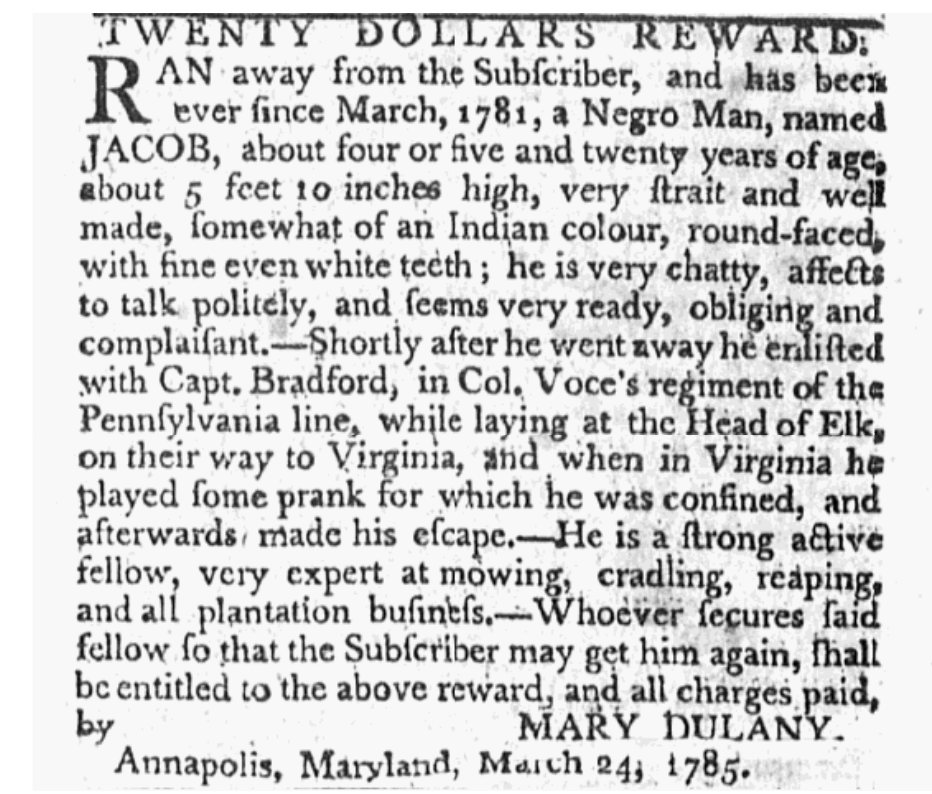 TWENTY DOLLARS REWARD.
RAN away from the Subſcriber, and has been
ever ſince March, 1781, a Negro Man, named
JACOB, about four or five and twenty years of age,
about 5 feet 10 inches high, very ſtrait and well
made, ſomewhat of an Indian colour, round-faced,
with fine even white teeth; he is very chatty, affects
to talk politely, and ſeems very ready, obliging and
complaiſant.—Shortly after he went away he enliſted
with Capt. Bradford, in Col. Voce's regiment of the
Pennſylvania line, while laying at the Head of Elk,
on their way to Virginia, and when in Virginia he
played ſome prank for which he was confined, and
afterwards made his eſcape.—He is a ſtrong active
fellow, very expert at mowing, cradling, reaping,
and all plantation buſineſs.—Whoever ſecures ſaid
fellow ſo that the Subſcriber may get him again, ſhall
be entitled to the above reward, and all charges paid,
by MARY DULANY.
Annapolis, Maryland, March 24, 1785.